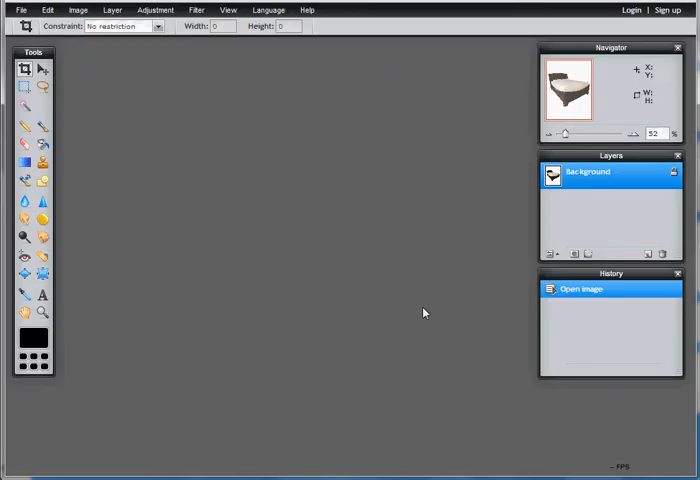 File Edit Image Layer Adjustment Filter View Language Help Login | Sign up
Constraint: No restriction Width: 0 Height: 0
Tools
A
Navigator
X:
Y:
W:
H:
52 %
Layers
Background
History
Open image
-- FPS